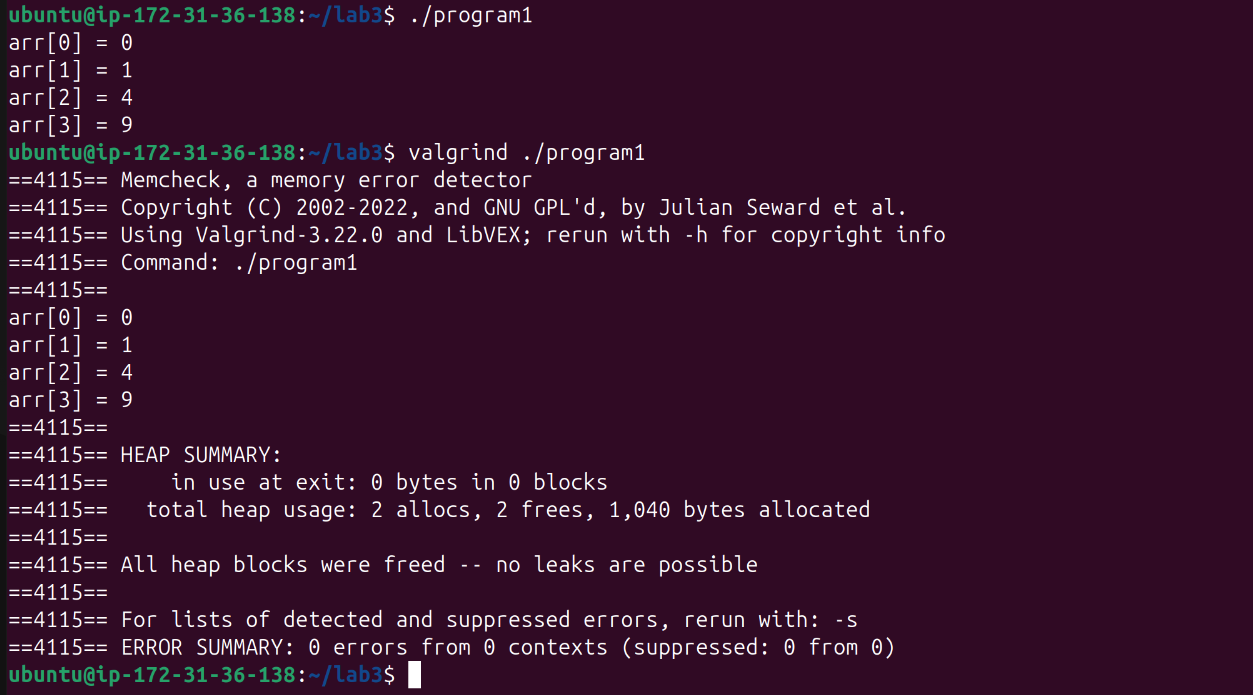 ubuntu@ip-172-31-36-138:~/lab3$ ./program1
arr[0] = 0
arr[1] = 1
arr[2] = 4
arr[3] = 9
ubuntu@ip-172-31-36-138:~/lab3$ valgrind ./program1
==4115== Memcheck, a memory error detector
==4115== Copyright (C) 2002-2022, and GNU GPL'd, by Julian Seward et al.
==4115== Using Valgrind-3.22.0 and LibVEX; rerun with -h for copyright info
==4115== Command: ./program1
==4115==
arr[0] = 0
arr[1] = 1
arr[2] = 4
arr[3] = 9
==4115==
==4115== HEAP SUMMARY:
==4115==     in use at exit: 0 bytes in 0 blocks
==4115==   total heap usage: 2 allocs, 2 frees, 1,040 bytes allocated
==4115==
==4115== All heap blocks were freed -- no leaks are possible
==4115==
==4115== For lists of detected and suppressed errors, rerun with: -s
==4115== ERROR SUMMARY: 0 errors from 0 contexts (suppressed: 0 from 0)
ubuntu@ip-172-31-36-138:~/lab3$